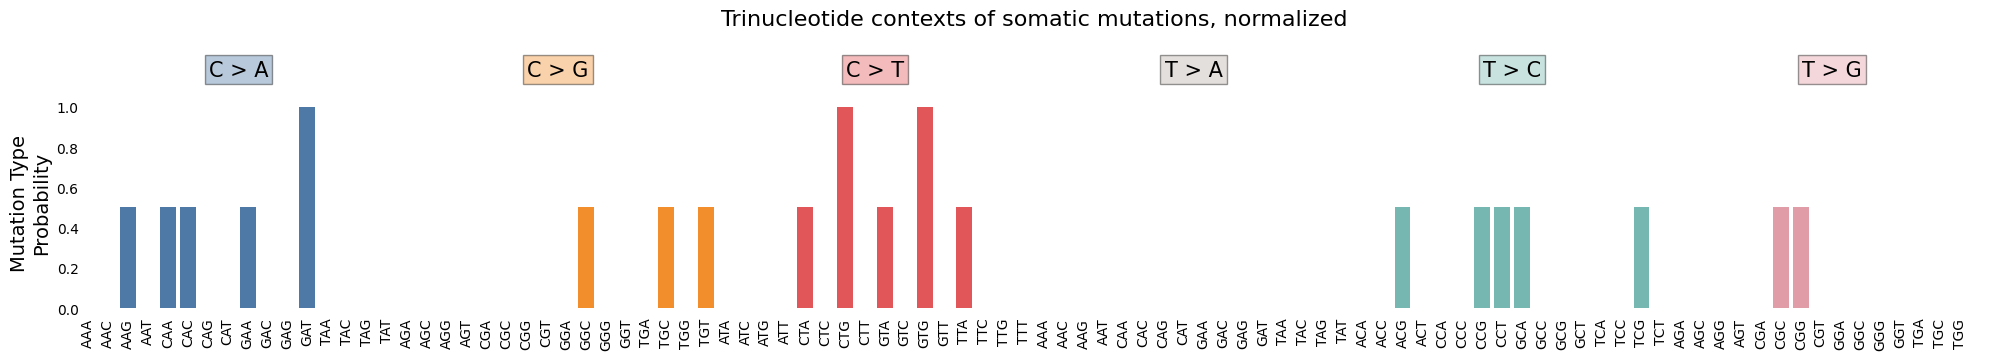 Trinucleotide contexts of somatic mutations, normalized
C > A
C > G
C > T
T > A
T > C
T > G
Mutation Type
Probability
1.0
0.8
0.6
0.4
0.2
0.0
AAA AAC AAG AAT CAA CAC CAG CAT GAA GAC GAG GAT TAA TAC TAG TAT AGA AGC AGG AGT CGA CGC CGG CGT GGA GGC GGG GGT TGA TGC TGG TGT ATA ATC ATG ATT CTA CTC CTG CTT GTA GTC GTG GTT TTA TTC TTG TTT AAA AAC AAG AAT CAA CAC CAG CAT GAA GAC GAG GAT TAA TAC TAG TAT ACA ACC ACG ACT CCA CCC CCG CCT GCA GCC GCG GCT TCA TCC TCG TCT AGA AGC AGG AGT CGA CGC CGG CGT GGA GGC GGG GGT TGA TGC TGG